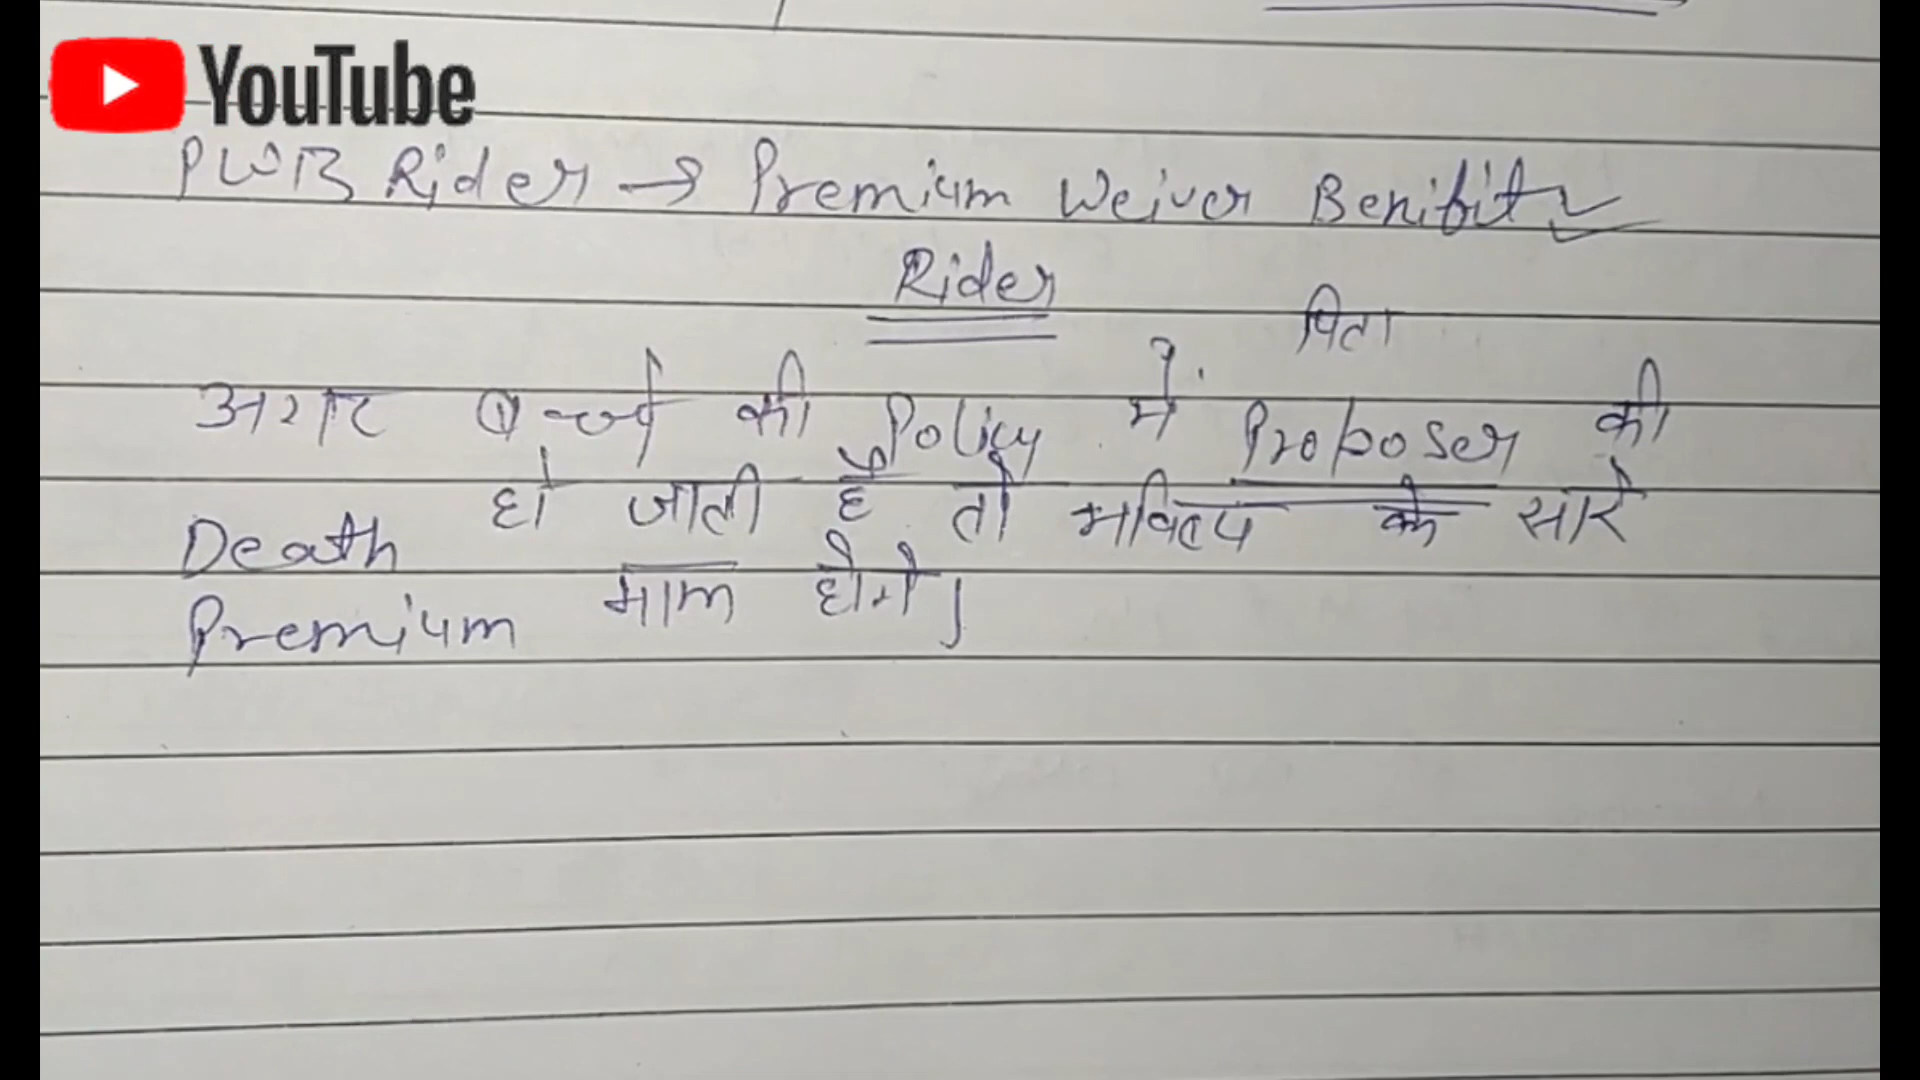 YouTube
PWB Rider → Premium Weiver Benifit
Rider
पिता
अगर बच्चे की Policy में Proposer की
Death हो जाती है तो भविष्य के सारे
Premium माफ होगे।